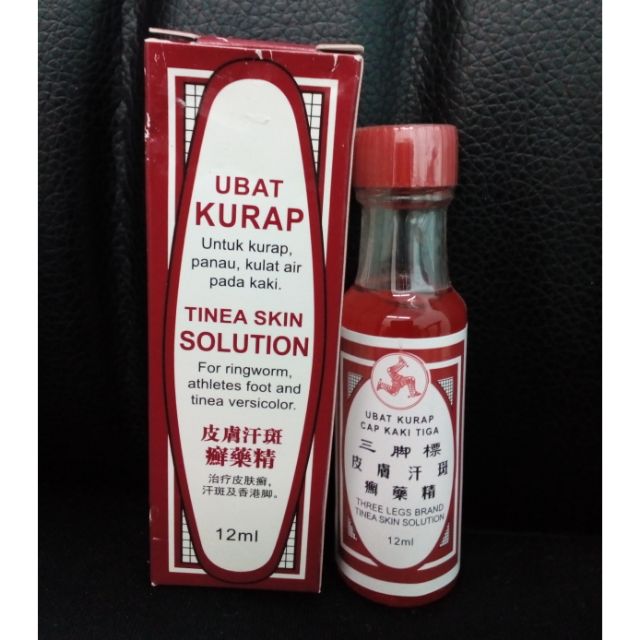 UBAT
KURAP
Untuk kurap,
panau, kulat air
pada kaki.
TINEA SKIN
SOLUTION
For ringworm,
athletes foot and
tinea versicolor.
皮膚汗斑
癬藥精
治疗皮肤癣,
汗斑及香港脚。
12ml
UBAT KURAP
CAP KAKI TIGA
三脚標
皮膚汗斑
癬藥精
THREE LEGS BRAND
TINEA SKIN SOLUTION
12ml